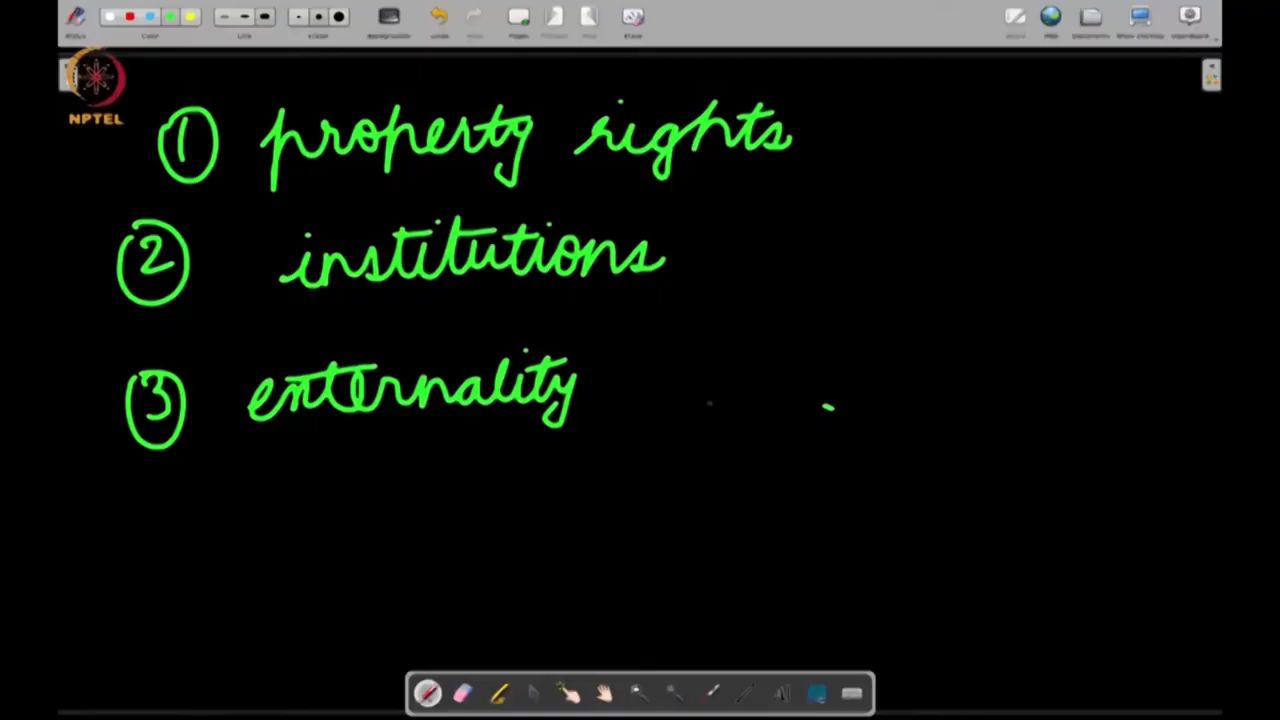 NPTEL
① property rights
② institutions
③ externality